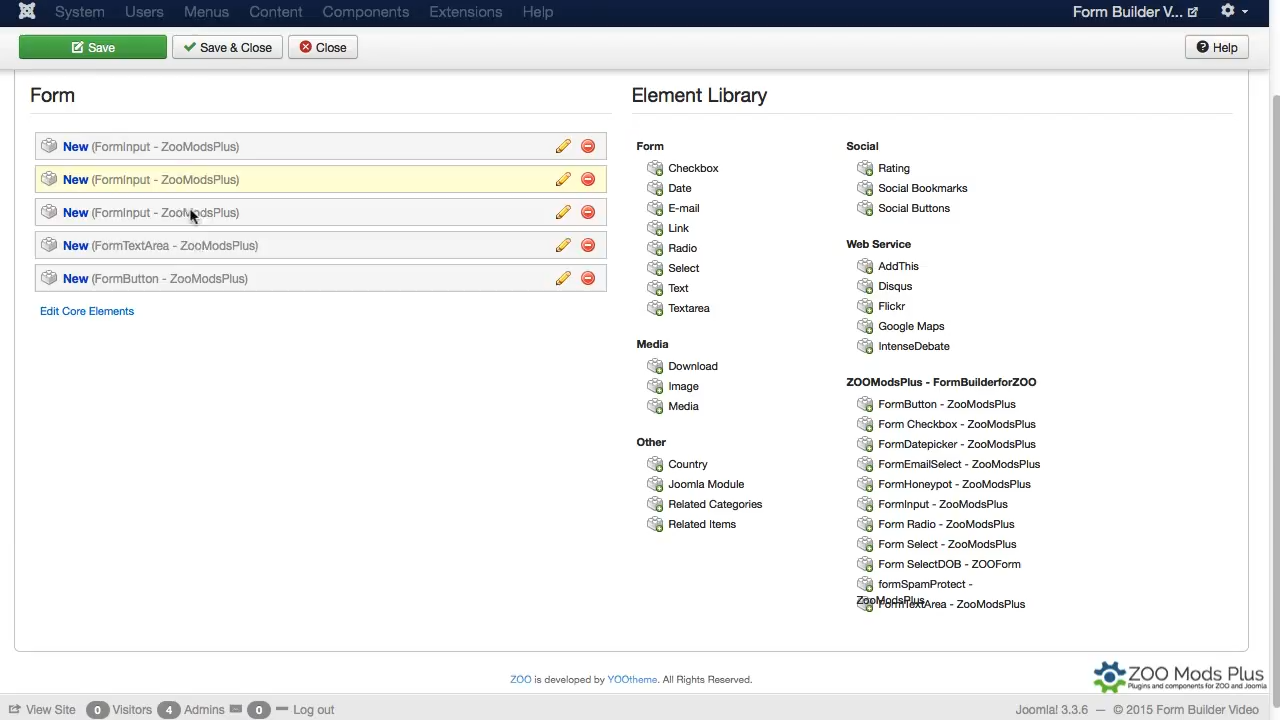 System Users Menus Content Components Extensions Help Form Builder V...
Save Save & Close Close Help
Form
New (FormInput - ZooModsPlus)
New (FormInput - ZooModsPlus)
New (FormInput - ZooModsPlus)
New (FormTextArea - ZooModsPlus)
New (FormButton - ZooModsPlus)
Edit Core Elements
Element Library
Form
Checkbox
Date
E-mail
Link
Radio
Select
Text
Textarea
Media
Download
Image
Media
Other
Country
Joomla Module
Related Categories
Related Items
Social
Rating
Social Bookmarks
Social Buttons
Web Service
AddThis
Disqus
Flickr
Google Maps
IntenseDebate
ZOOModsPlus - FormBuilderforZOO
FormButton - ZooModsPlus
Form Checkbox - ZooModsPlus
FormDatepicker - ZooModsPlus
FormEmailSelect - ZooModsPlus
FormHoneypot - ZooModsPlus
FormInput - ZooModsPlus
Form Radio - ZooModsPlus
Form Select - ZooModsPlus
Form SelectDOB - ZOOForm
formSpamProtect -
ZooModsPlus
FormTextArea - ZooModsPlus
ZOO is developed by YOOtheme. All Rights Reserved.
ZOO Mods Plus
Plugins and components for ZOO and Joomla
View Site 0 Visitors 4 Admins 0 Log out
Joomla! 3.3.6 — © 2015 Form Builder Video